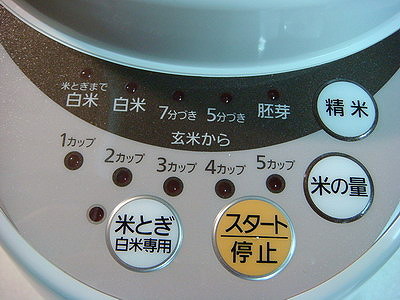 米とぎまで
白米 白米 7分づき 5分づき 胚芽
精米
玄米から
1カップ 2カップ 3カップ 4カップ 5カップ
米の量
米とぎ
白米専用
スタート
停止